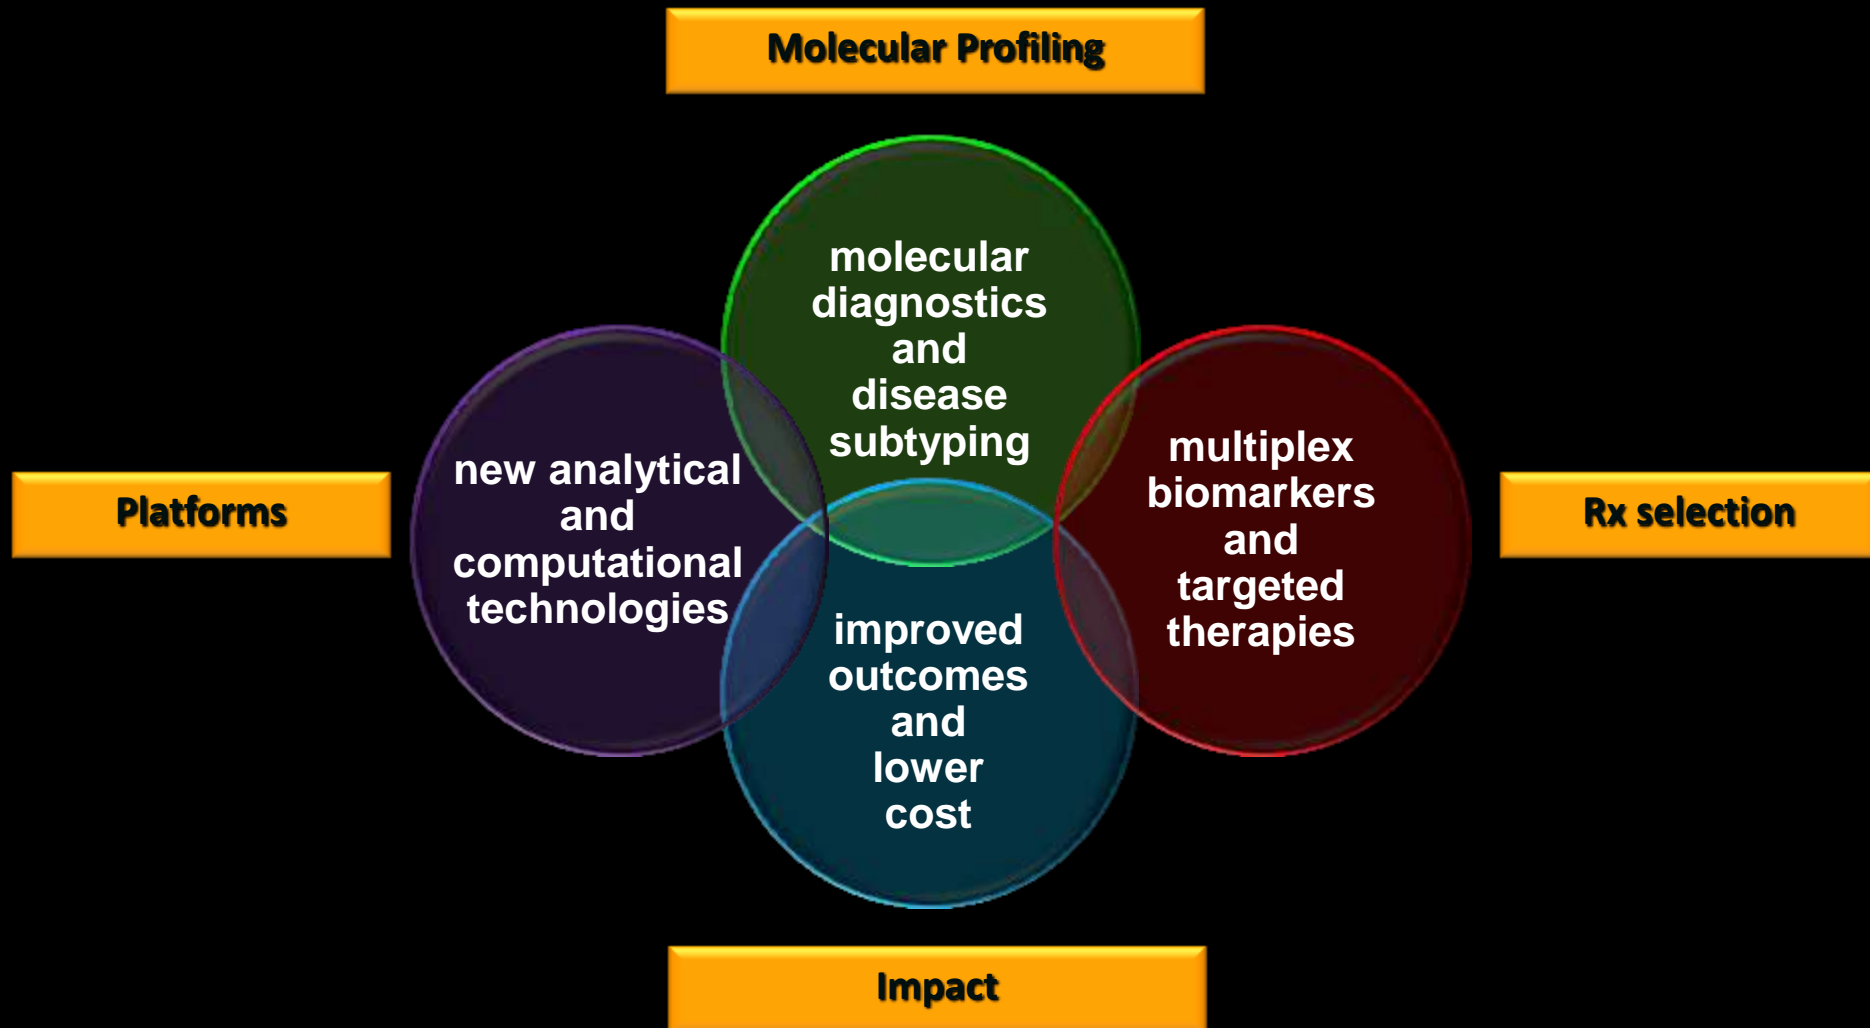 Molecular Profiling
molecular
diagnostics
and
disease
subtyping
Platforms
new analytical
and
computational
technologies
multiplex
biomarkers
and
targeted
therapies
Rx selection
improved
outcomes
and
lower
cost
Impact